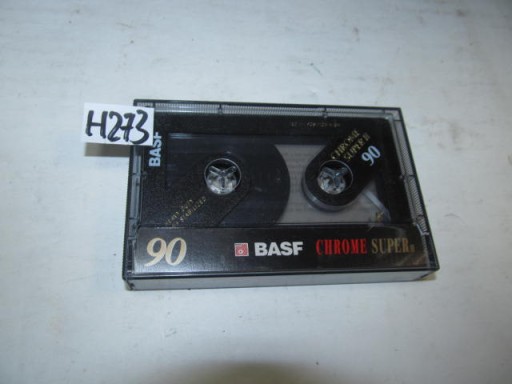 H273
BASF
CHROME
SUPER II
90
90 BASF CHROME SUPER II